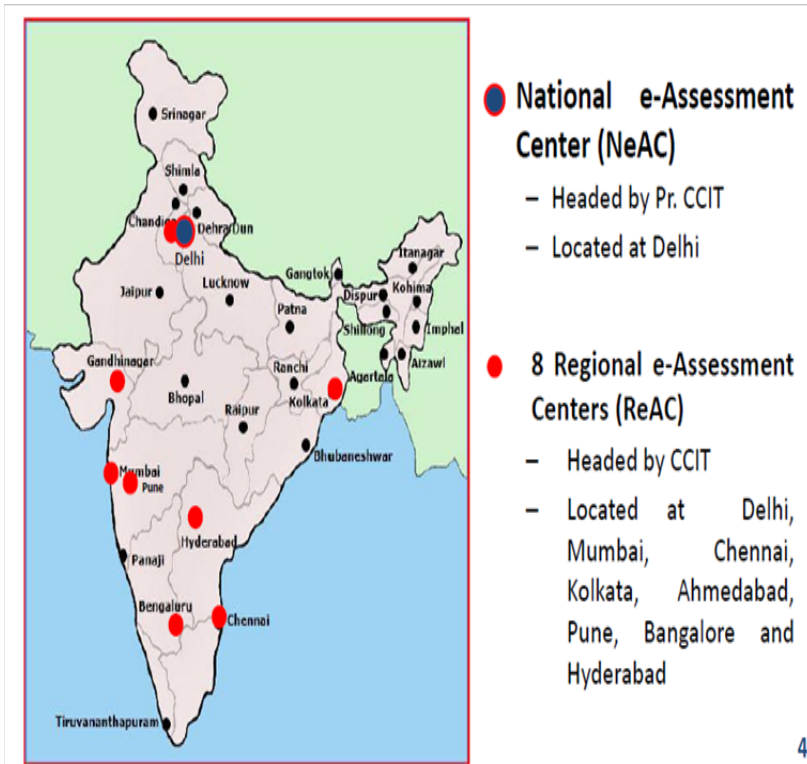 Srinagar
Shimla
Chandiga
Dehra Dun
Delhi
Jaipur
Lucknow
Gangtok
Itanagar
Dispur
Kohima
Patna
Shillong
Imphal
Gandhinagar
Ranchi
Agartala
Aizawl
Bhopal
Kolkata
Raipur
Bhubaneshwar
Mumbai
Pune
Hyderabad
Panaji
Bengaluru
Chennai
Tiruvananthapuram
National e-Assessment
Center (NeAC)
– Headed by Pr. CCIT
– Located at Delhi
8 Regional e-Assessment
Centers (ReAC)
– Headed by CCIT
– Located at Delhi,
Mumbai, Chennai,
Kolkata, Ahmedabad,
Pune, Bangalore and
Hyderabad
4